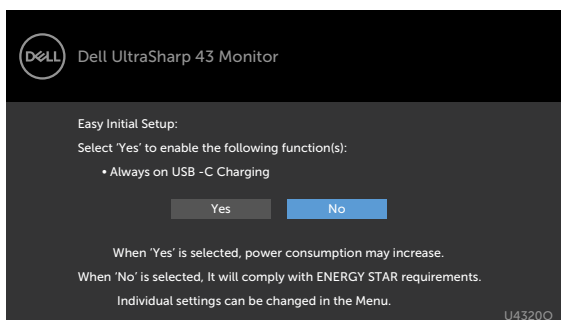 DELL
Dell UltraSharp 43 Monitor
Easy Initial Setup:
Select ‘Yes’ to enable the following function(s):
• Always on USB -C Charging
Yes
No
When ‘Yes’ is selected, power consumption may increase.
When ‘No’ is selected, It will comply with ENERGY STAR requirements.
Individual settings can be changed in the Menu.
U4320Q